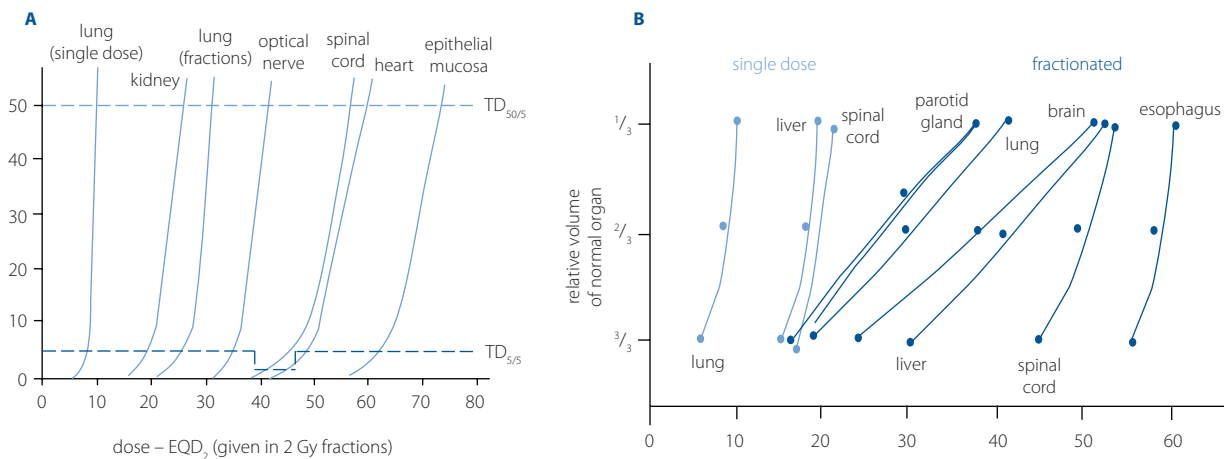 A
lung
(single dose)
kidney
lung
(fractions)
optical
nerve
spinal
cord
heart
epithelial
mucosa
50
40
30
20
10
0
TD50/5
TD5/5
0 10 20 30 40 50 60 70 80
dose – EQD2 (given in 2 Gy fractions)
B
single dose
fractionated
relative volume
of normal organ
1/3
2/3
3/3
liver
spinal
cord
parotid
gland
lung
brain
esophagus
lung
liver
spinal
cord
0 10 20 30 40 50 60